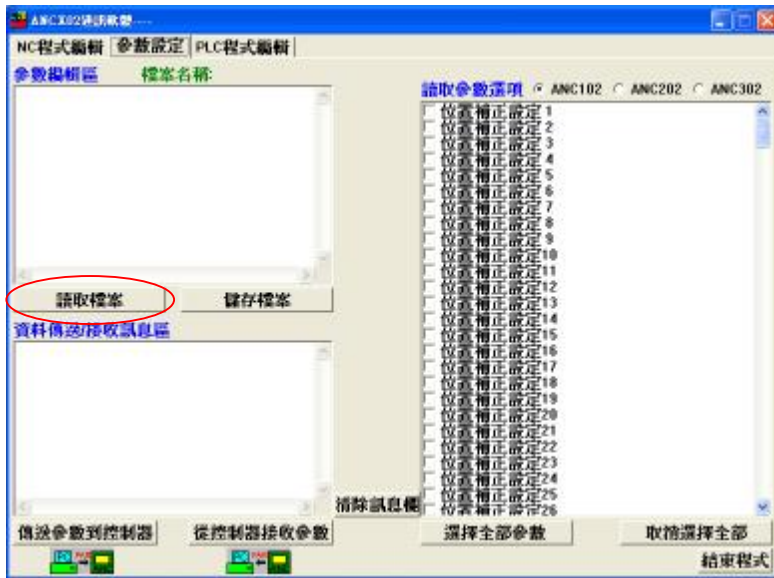 ANCX02通訊軟體----
NC程式編輯 參數設定 PLC程式編輯
參數編輯區 檔案名稱:
讀取參數選項 ANC102 ANC202 ANC302
位置補正設定1
位置補正設定2
位置補正設定3
位置補正設定4
位置補正設定5
位置補正設定6
位置補正設定7
位置補正設定8
位置補正設定9
位置補正設定10
位置補正設定11
位置補正設定12
位置補正設定13
位置補正設定14
位置補正設定15
位置補正設定16
位置補正設定17
位置補正設定18
位置補正設定19
位置補正設定20
位置補正設定21
位置補正設定22
位置補正設定23
位置補正設定24
位置補正設定25
位置補正設定26
讀取檔案 儲存檔案
資料傳送/接收訊息區
清除訊息欄
傳送參數到控制器 從控制器接收參數
選擇全部參數 取消選擇全部
結束程式